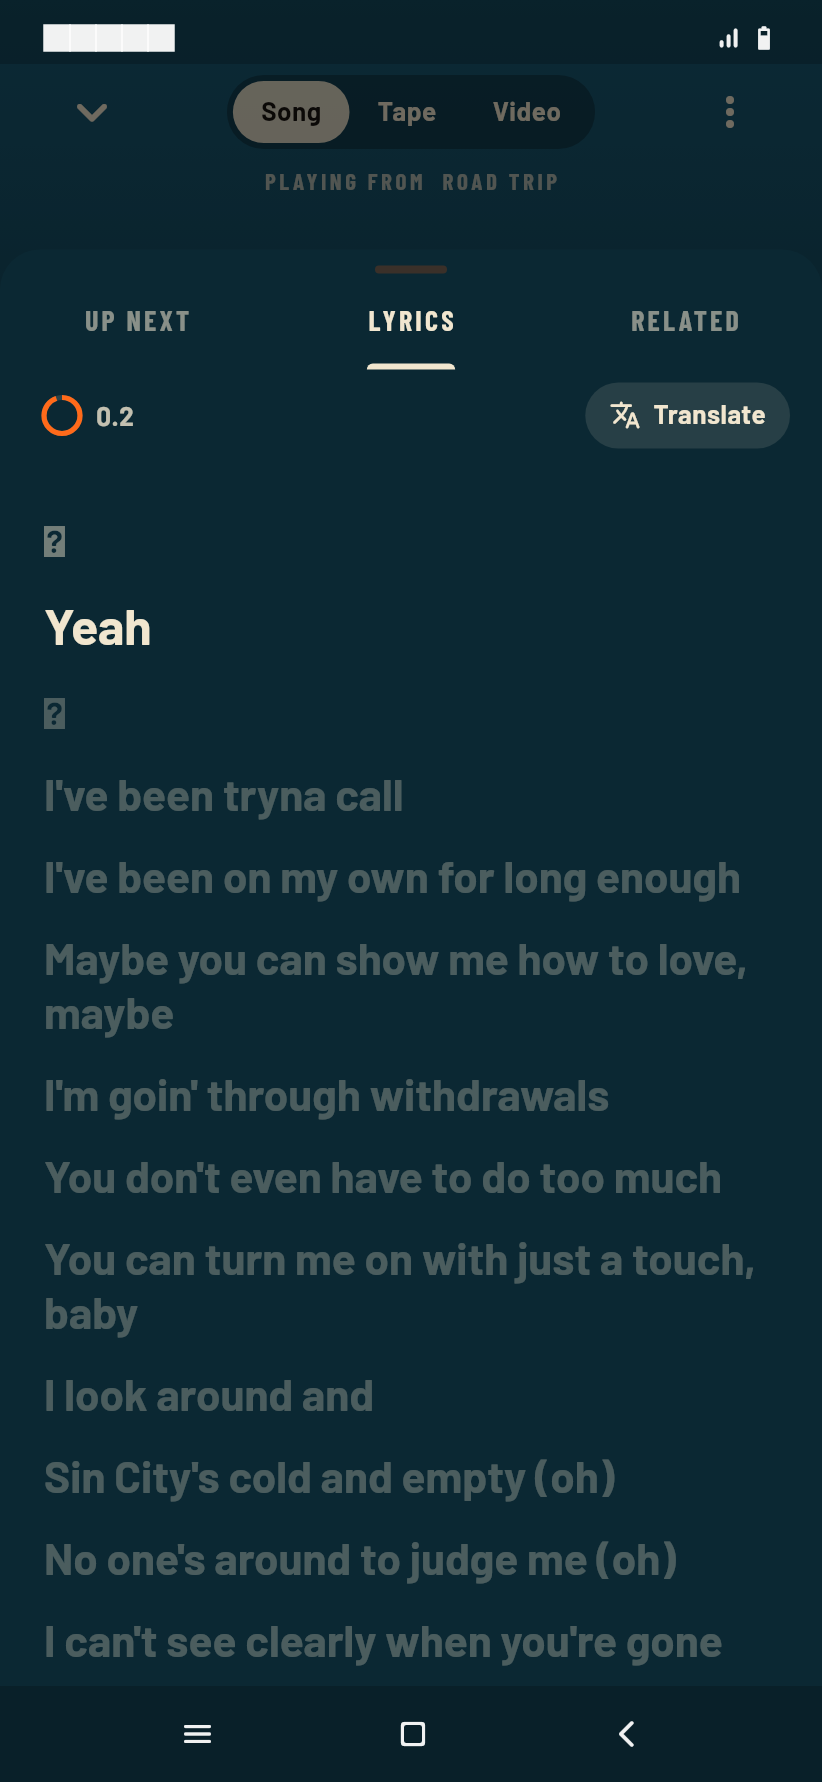 Song Tape Video
PLAYING FROM ROAD TRIP
UP NEXT LYRICS RELATED
0.2 Translate
?
Yeah
?
I've been tryna call
I've been on my own for long enough
Maybe you can show me how to love,
maybe
I'm goin' through withdrawals
You don't even have to do too much
You can turn me on with just a touch,
baby
I look around and
Sin City's cold and empty (oh)
No one's around to judge me (oh)
I can't see clearly when you're gone